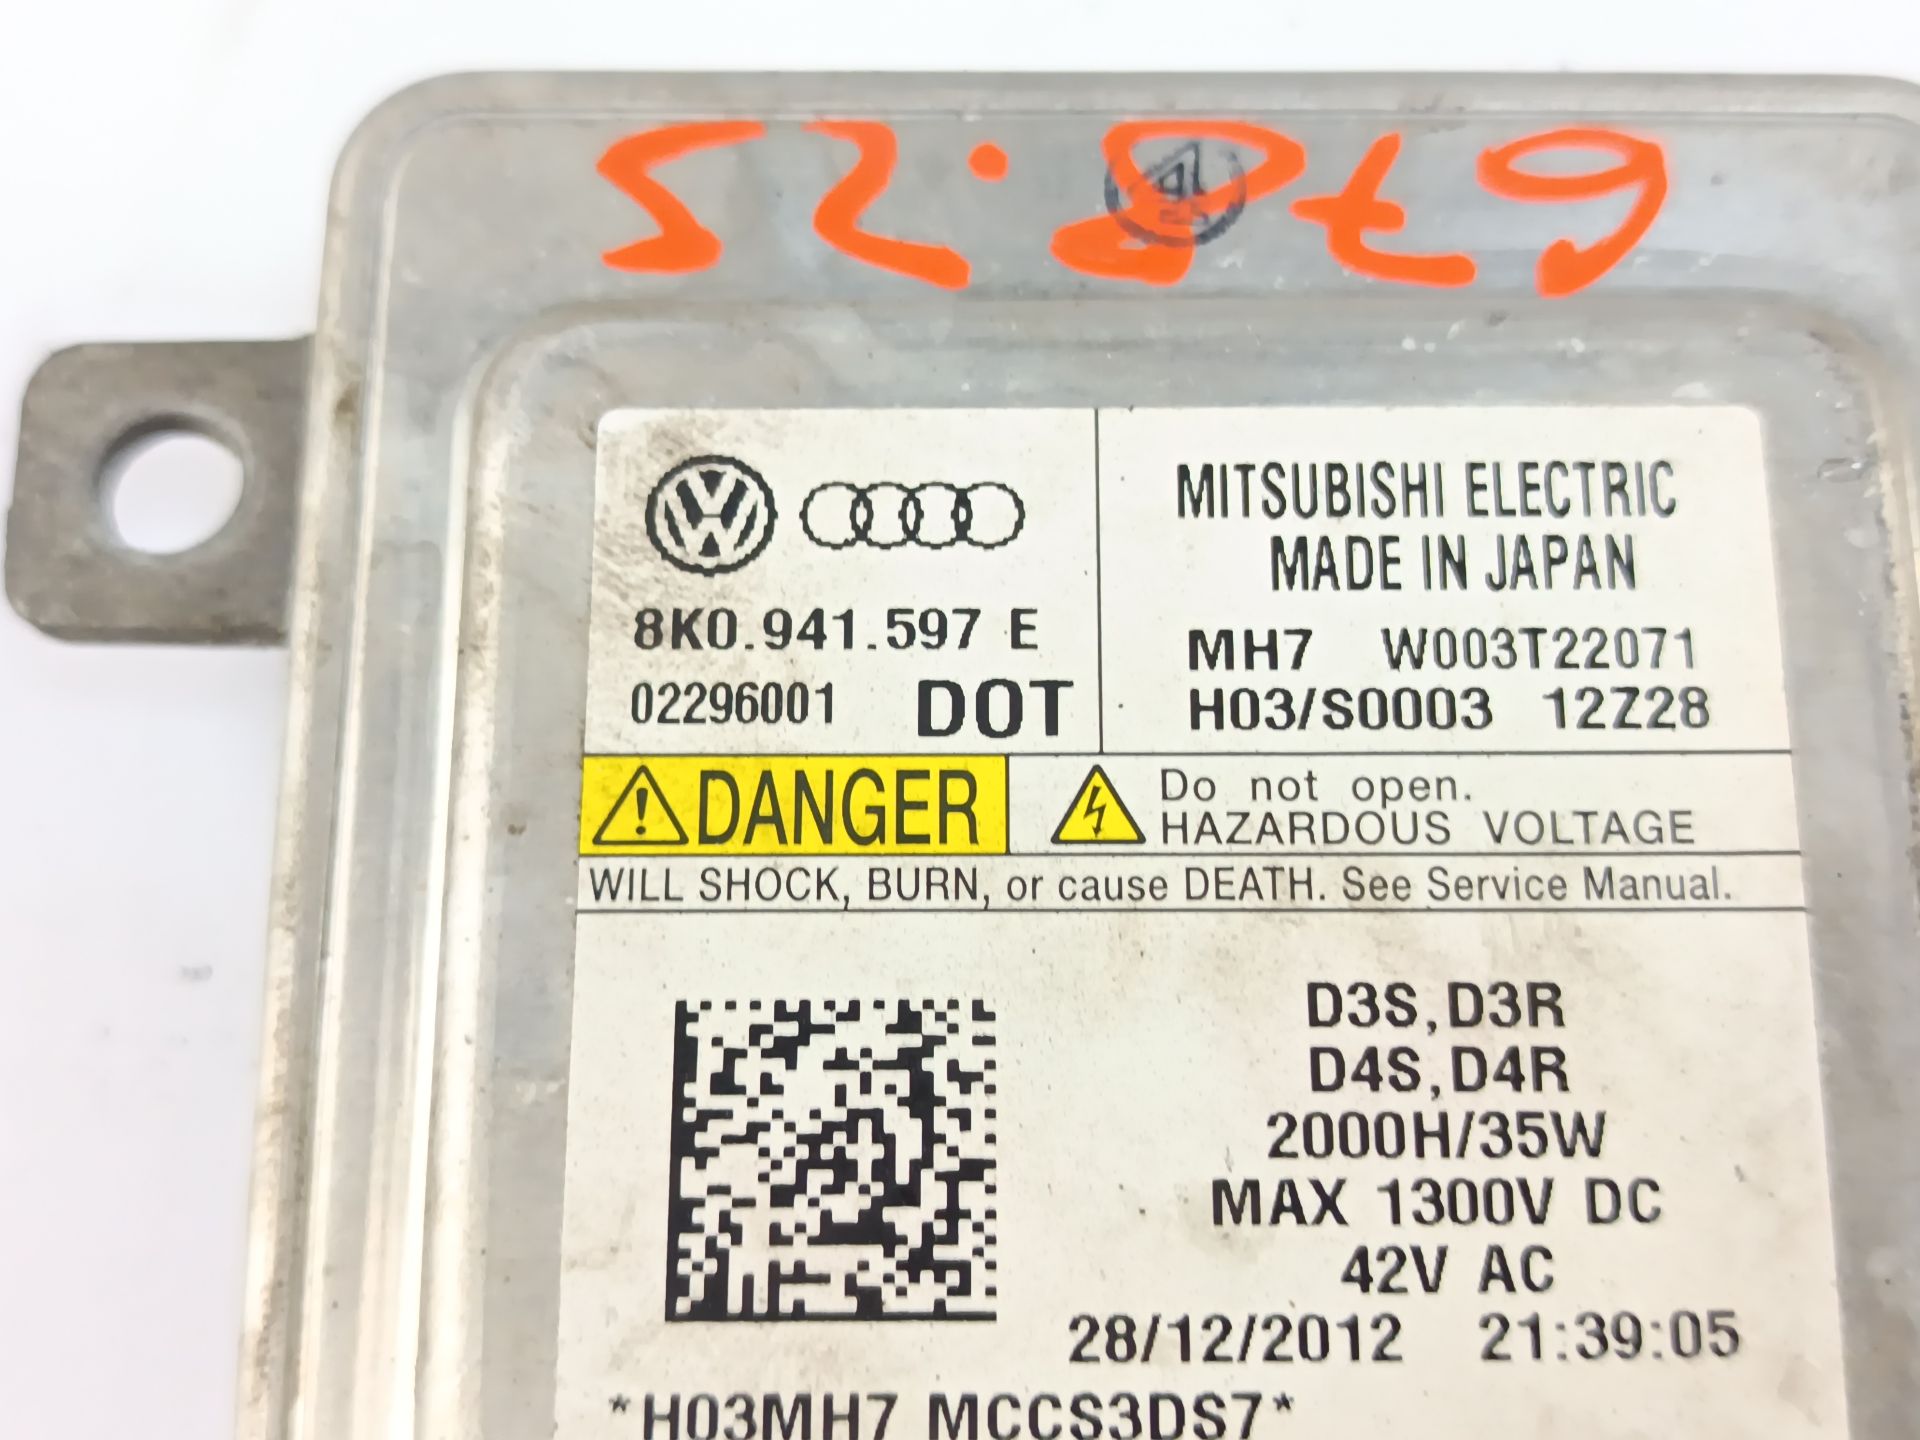 678.25
8K0.941.597 E
02296001 DOT
MITSUBISHI ELECTRIC
MADE IN JAPAN
MH7 W003T22071
H03/S0003 12Z28
DANGER
Do not open.
HAZARDOUS VOLTAGE
WILL SHOCK, BURN, or cause DEATH. See Service Manual.
D3S,D3R
D4S,D4R
2000H/35W
MAX 1300V DC
42V AC
28/12/2012 21:39:05
*H03MH7 MCCS3DS7*